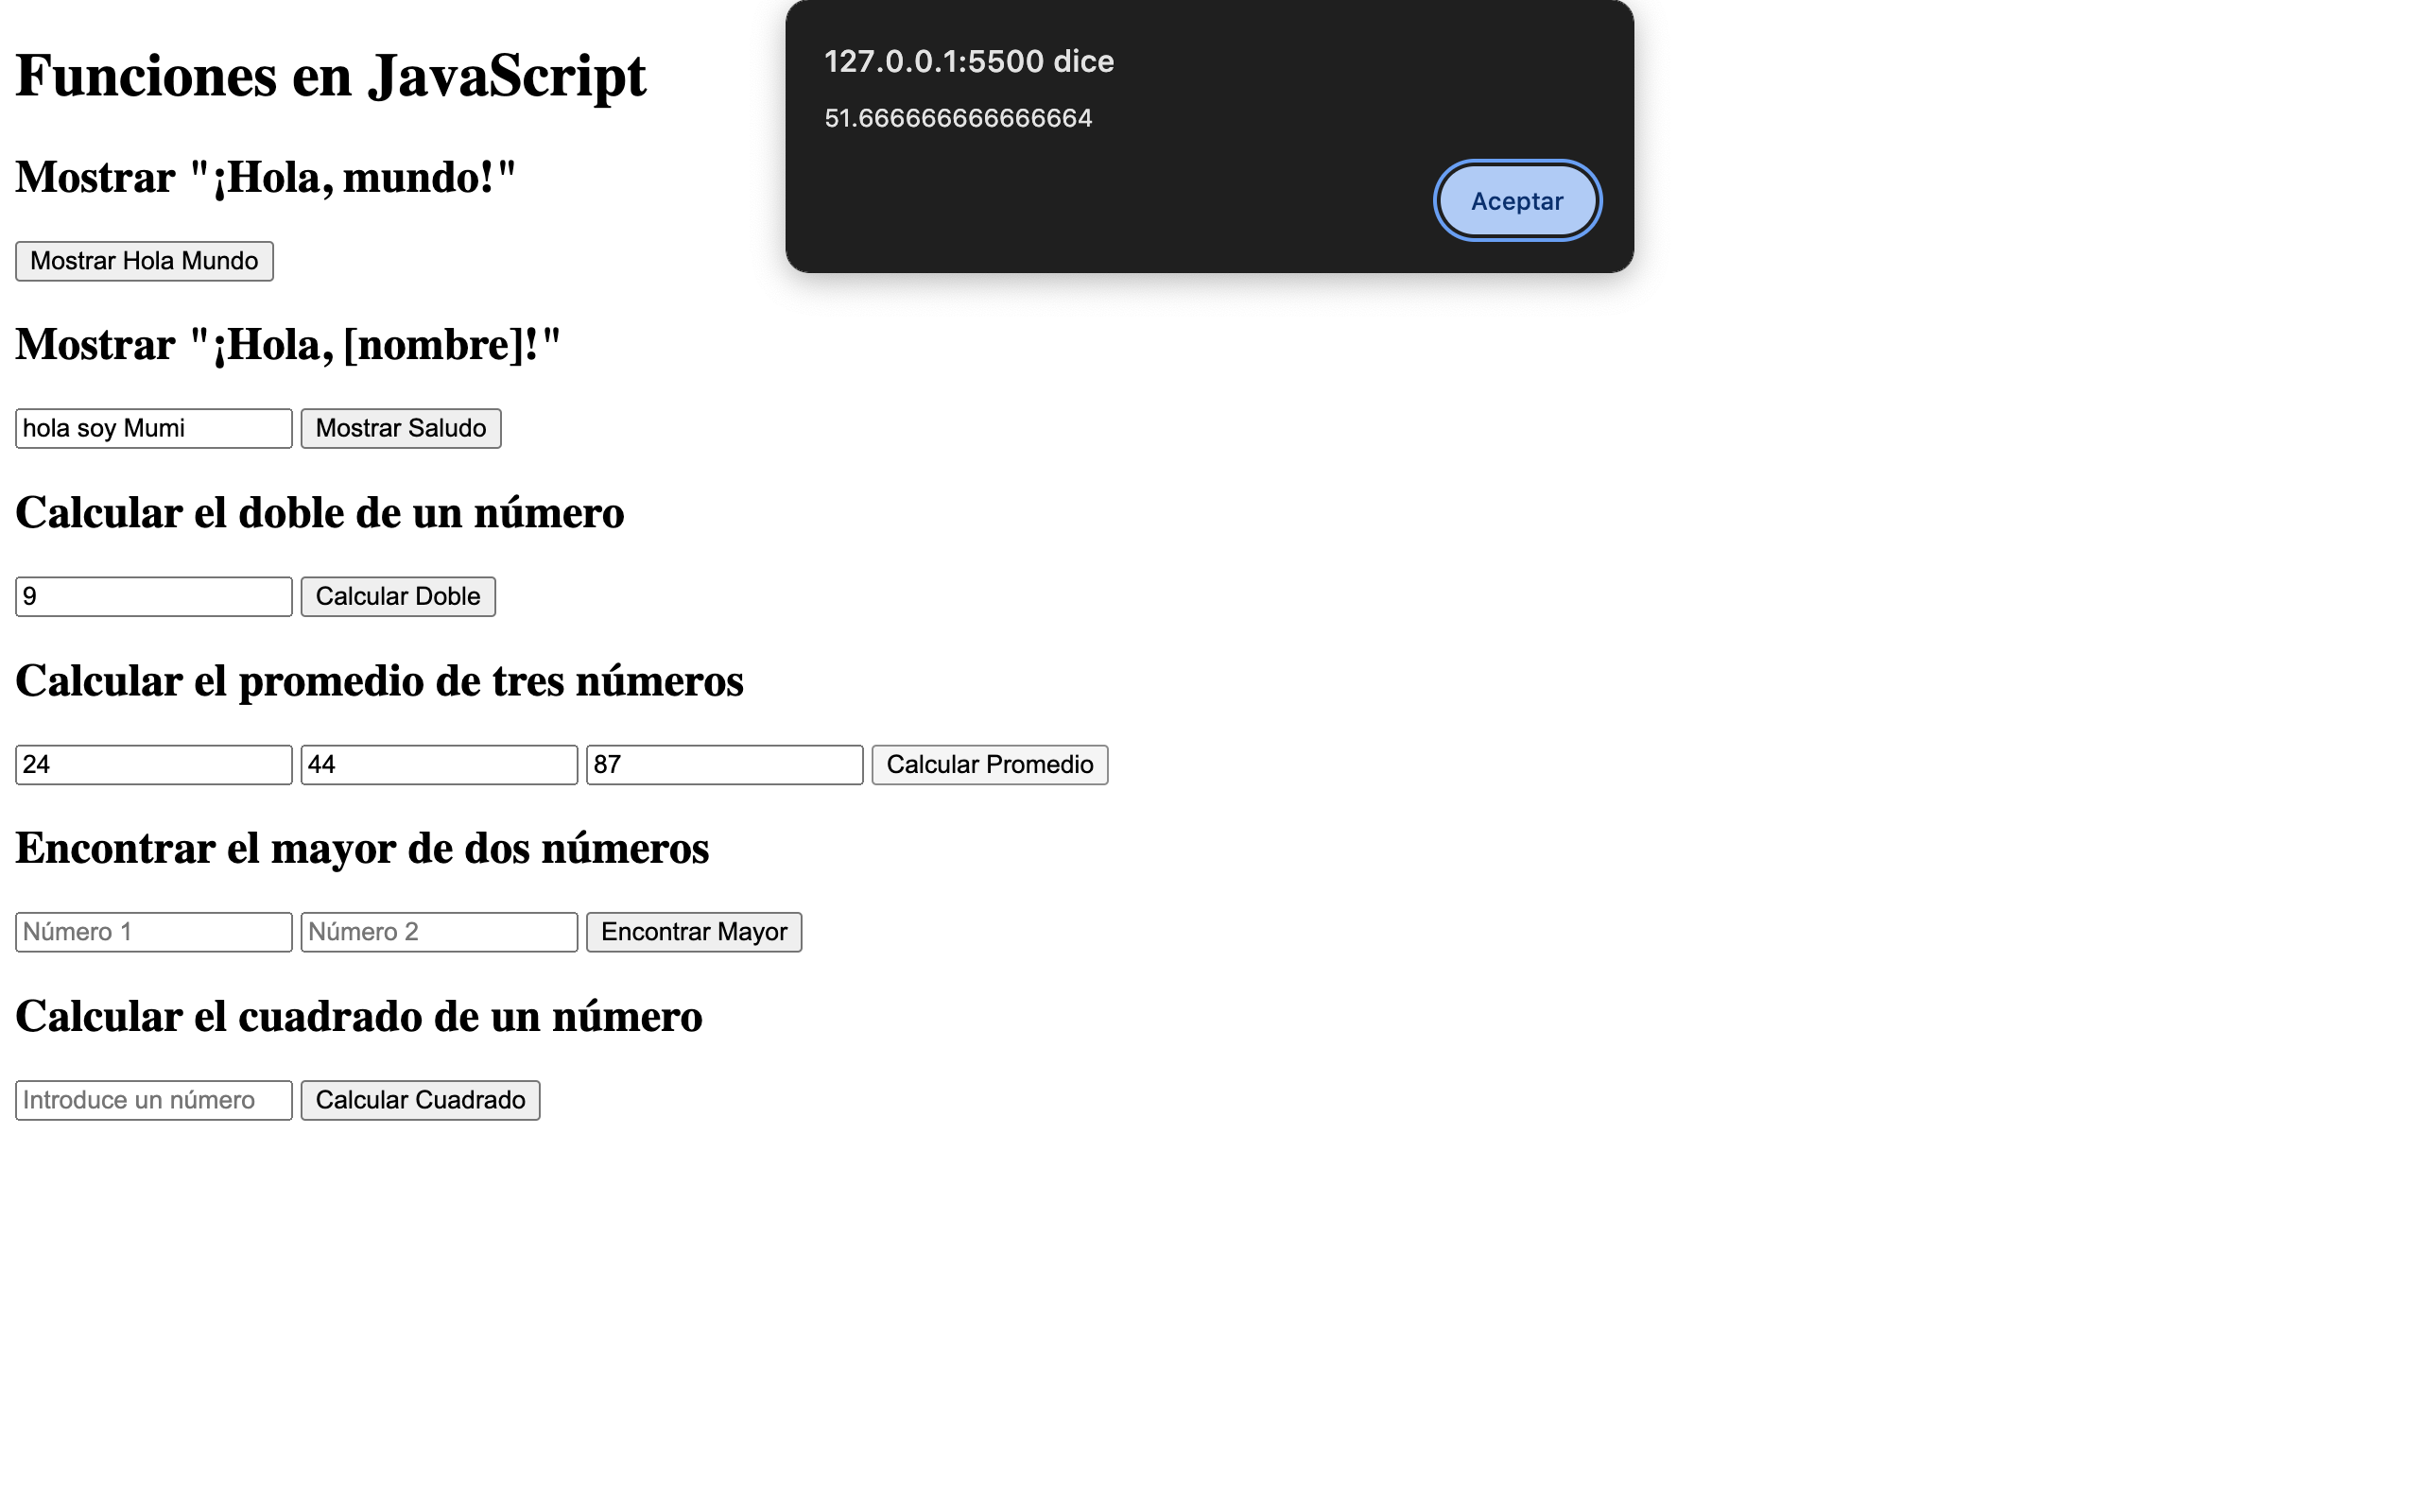 Funciones en JavaScript
127.0.0.1:5500 dice
51.666666666666664
Aceptar
Mostrar "¡Hola, mundo!"
Mostrar Hola Mundo
Mostrar "¡Hola, [nombre]!"
hola soy Mumi Mostrar Saludo
Calcular el doble de un número
9 Calcular Doble
Calcular el promedio de tres números
24 44 87 Calcular Promedio
Encontrar el mayor de dos números
Número 1 Número 2 Encontrar Mayor
Calcular el cuadrado de un número
Introduce un número Calcular Cuadrado